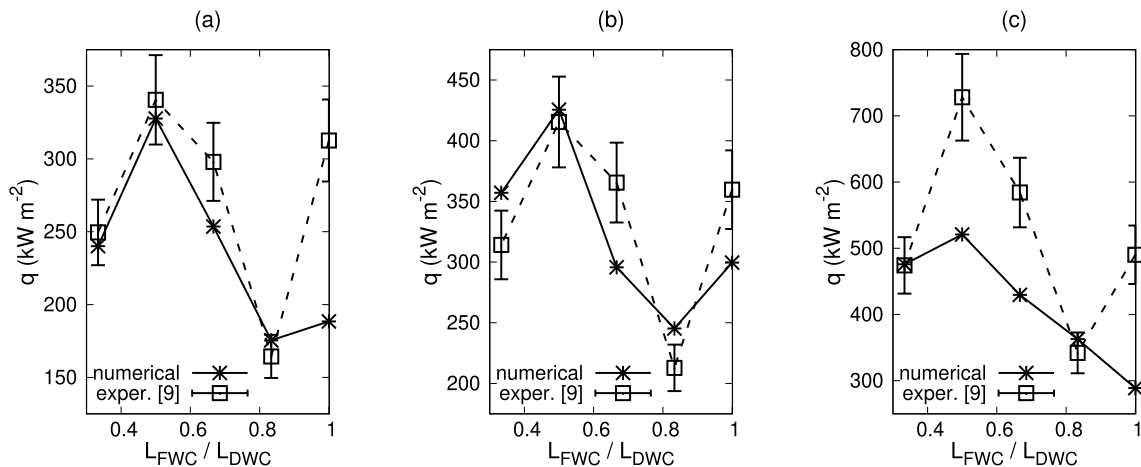 (a)
q (kW m-2)
350
300
250
200
150
numerical
exper. [9]
0.4 0.6 0.8 1
LFWC / LDWC
(b)
q (kW m-2)
450
400
350
300
250
200
numerical
exper. [9]
0.4 0.6 0.8 1
LFWC / LDWC
(c)
q (kW m-2)
800
700
600
500
400
300
numerical
exper. [9]
0.4 0.6 0.8 1
LFWC / LDWC